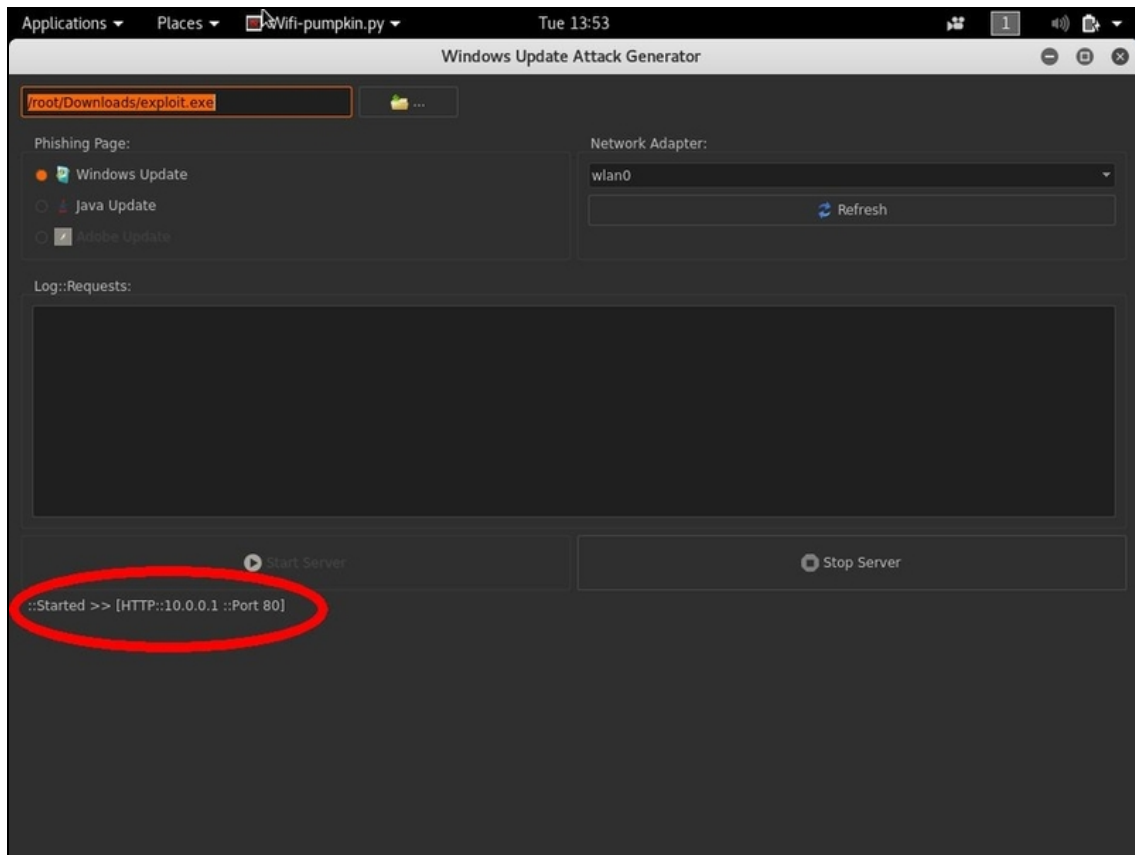 Applications Places Wifi-pumpkin.py Tue 13:53 1
Windows Update Attack Generator
/root/Downloads/exploit.exe ...
Phishing Page:
Windows Update
Java Update
Adobe Update
Network Adapter:
wlan0
Refresh
Log::Requests:
Start Server
Stop Server
::Started >> [HTTP::10.0.0.1 ::Port 80]